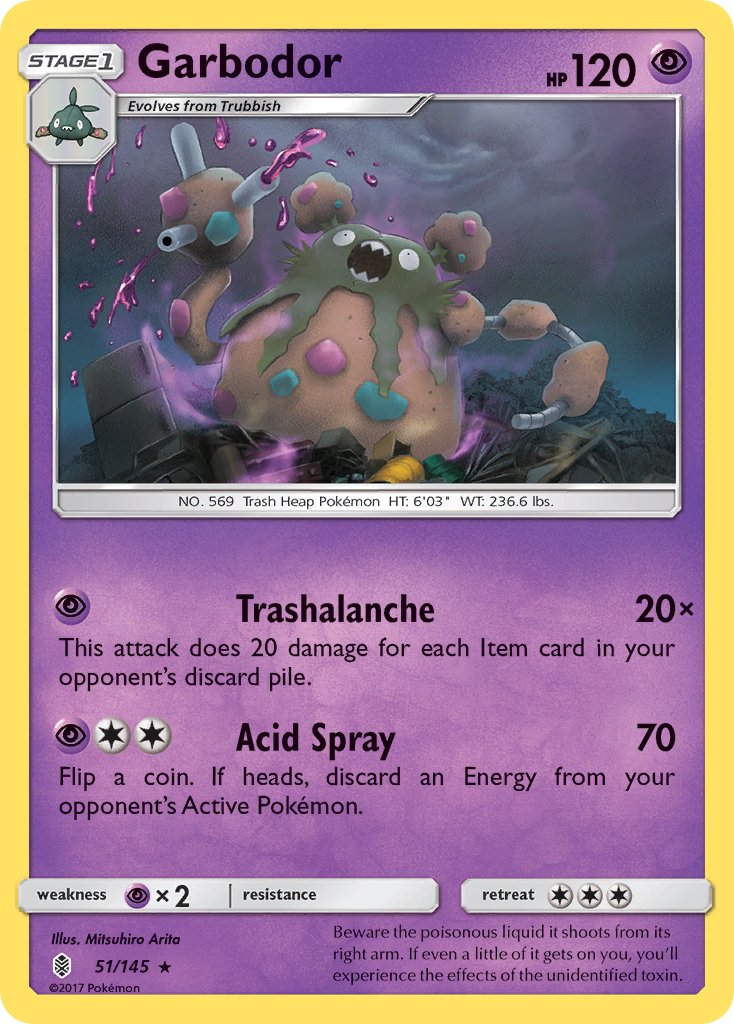 STAGE1
Garbodor
HP 120
Evolves from Trubbish
NO. 569 Trash Heap Pokémon HT: 6'03" WT: 236.6 lbs.
Trashalanche 20×
This attack does 20 damage for each Item card in your
opponent's discard pile.
Acid Spray 70
Flip a coin. If heads, discard an Energy from your
opponent's Active Pokémon.
weakness × 2 resistance retreat
Illus. Mitsuhiro Arita
51/145 ★
©2017 Pokémon
Beware the poisonous liquid it shoots from its
right arm. If even a little of it gets on you, you'll
experience the effects of the unidentified toxin.